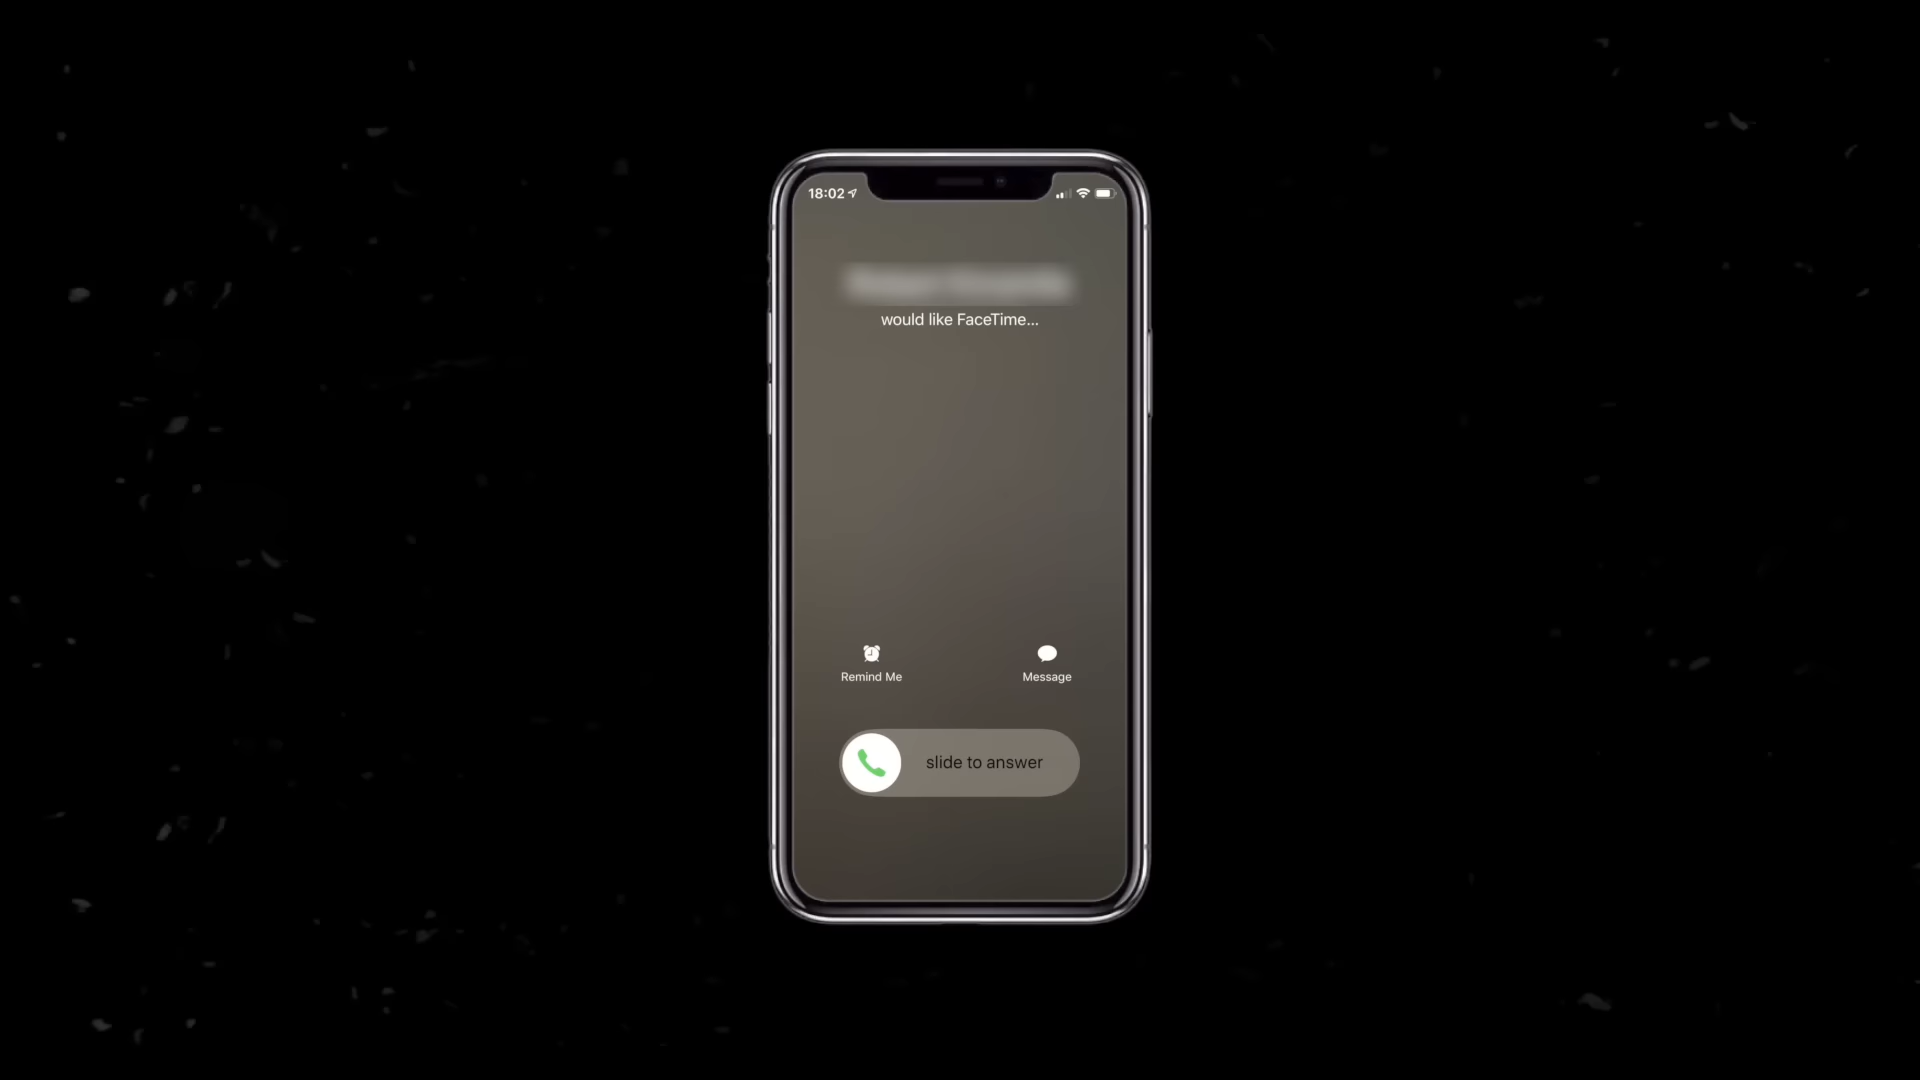 18:02
would like FaceTime...
Remind Me
Message
slide to answer